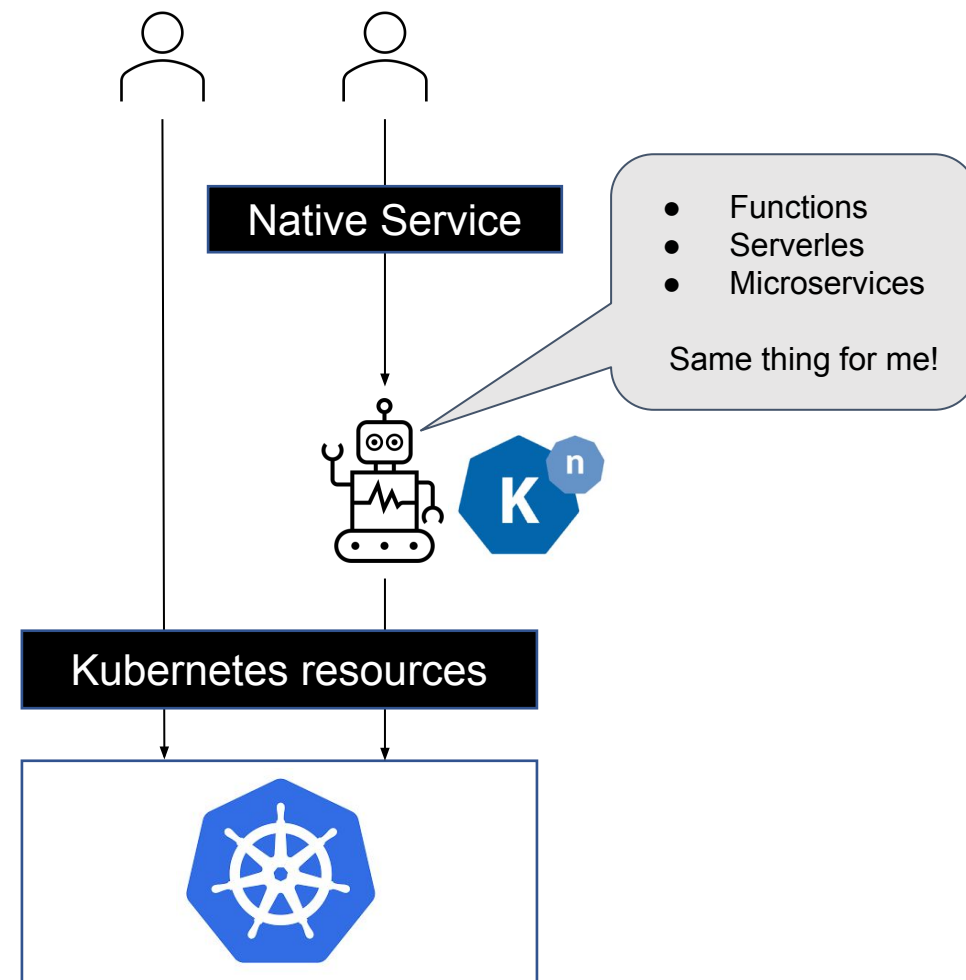 Native Service
● Functions
● Serverles
● Microservices
Same thing for me!
K n
Kubernetes resources